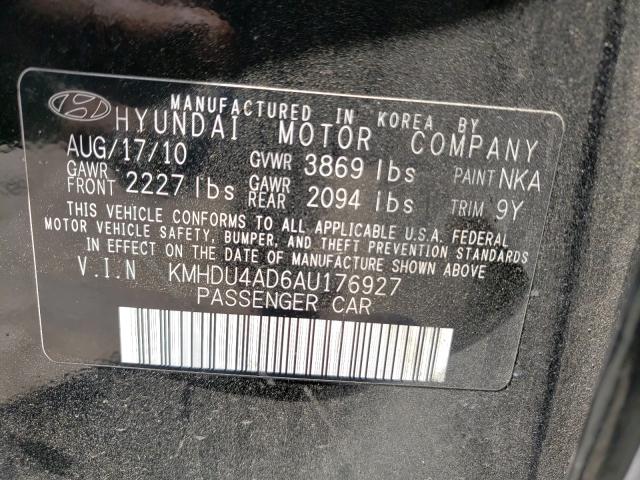 MANUFACTURED IN KOREA BY
HYUNDAI MOTOR COMPANY
AUG/17/10 GVWR 3869 lbs PAINT NKA
GAWR FRONT 2227 lbs GAWR REAR 2094 lbs TRIM 9Y
THIS VEHICLE CONFORMS TO ALL APPLICABLE U.S.A. FEDERAL
MOTOR VEHICLE SAFETY, BUMPER, AND THEFT PREVENTION STANDARDS
IN EFFECT ON THE DATE OF MANUFACTURE SHOWN ABOVE.
V.I.N KMHDU4AD6AU176927
PASSENGER CAR